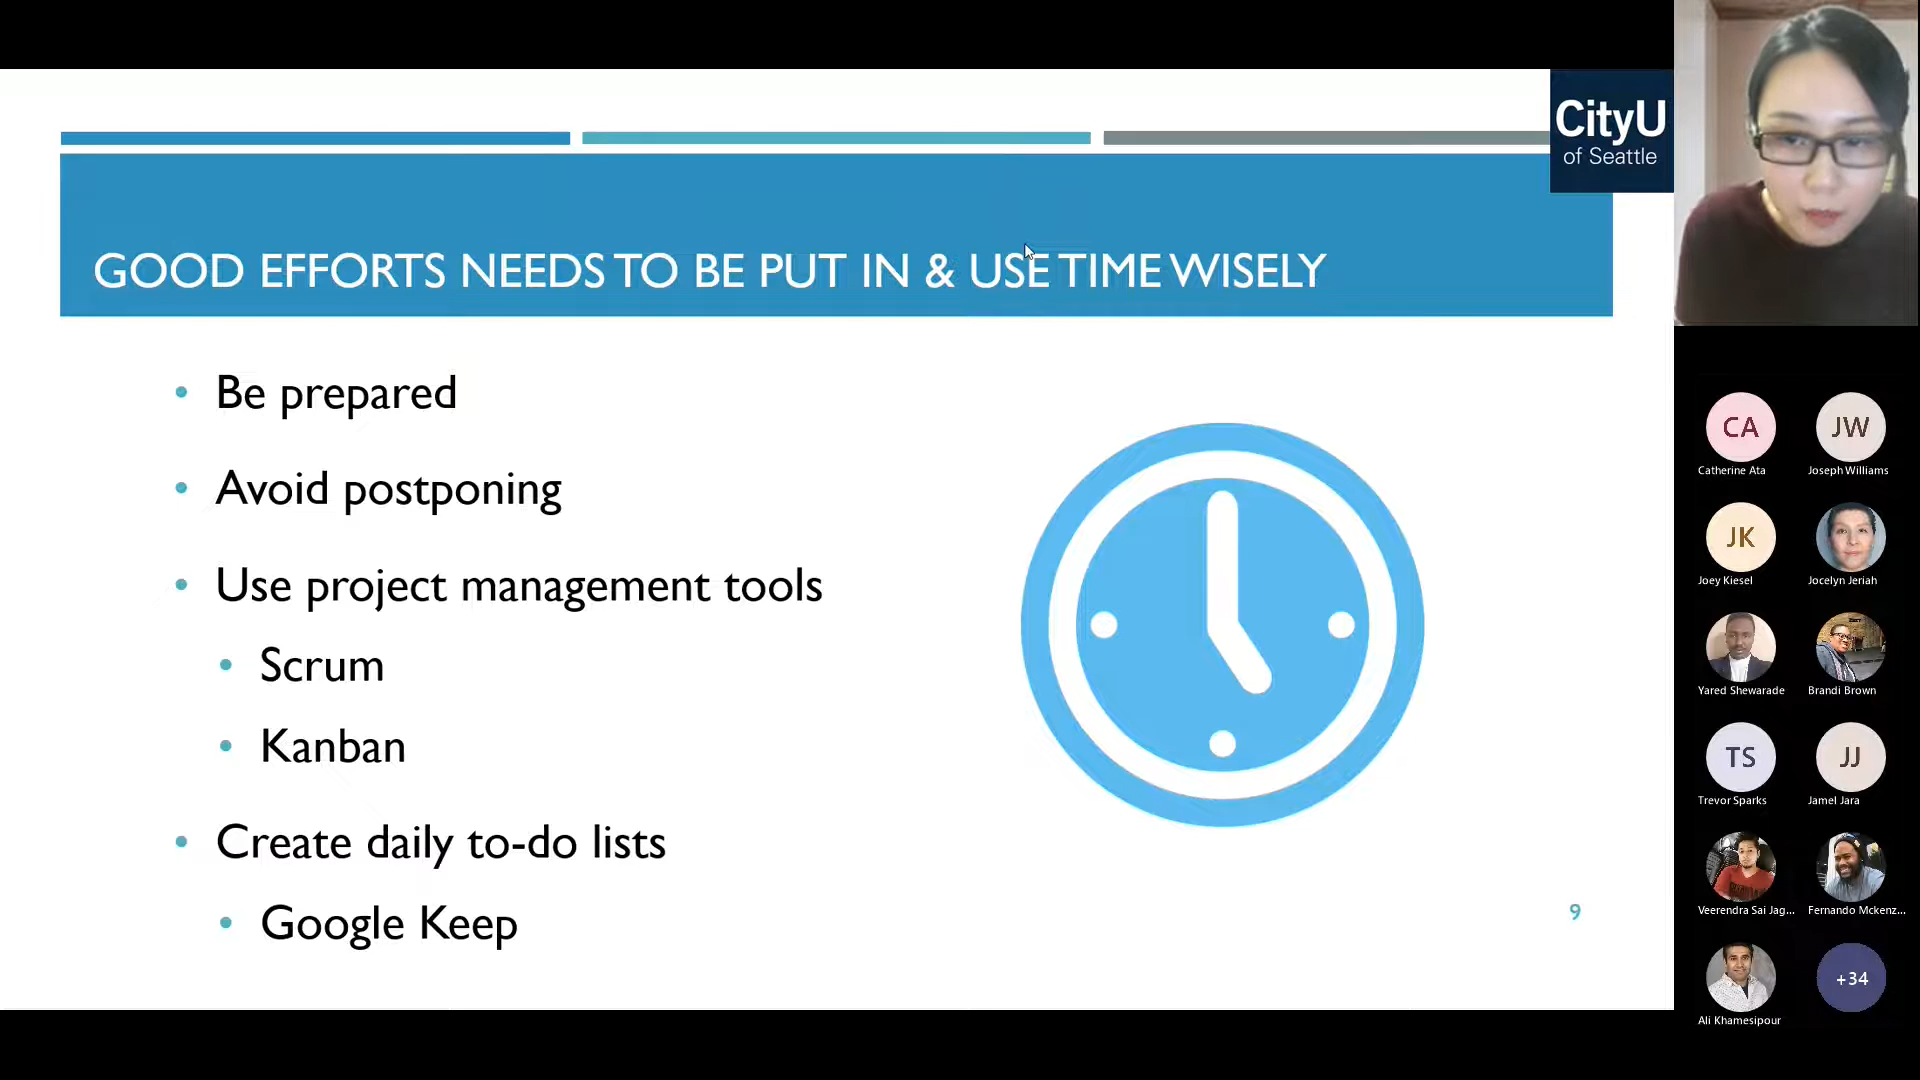 CityU
of Seattle
GOOD EFFORTS NEEDS TO BE PUT IN & USE TIME WISELY
• Be prepared
• Avoid postponing
• Use project management tools
• Scrum
• Kanban
• Create daily to-do lists
• Google Keep
9
CA
JW
Catherine Ata
Joseph Williams
JK
Joey Kiesel
Jocelyn Jeriah
Yared Shewarade
Brandi Brown
TS
JJ
Trevor Sparks
Jamel Jara
Veerendra Sai Jag...
Fernando Mckenz...
+34
Ali Khamesipour